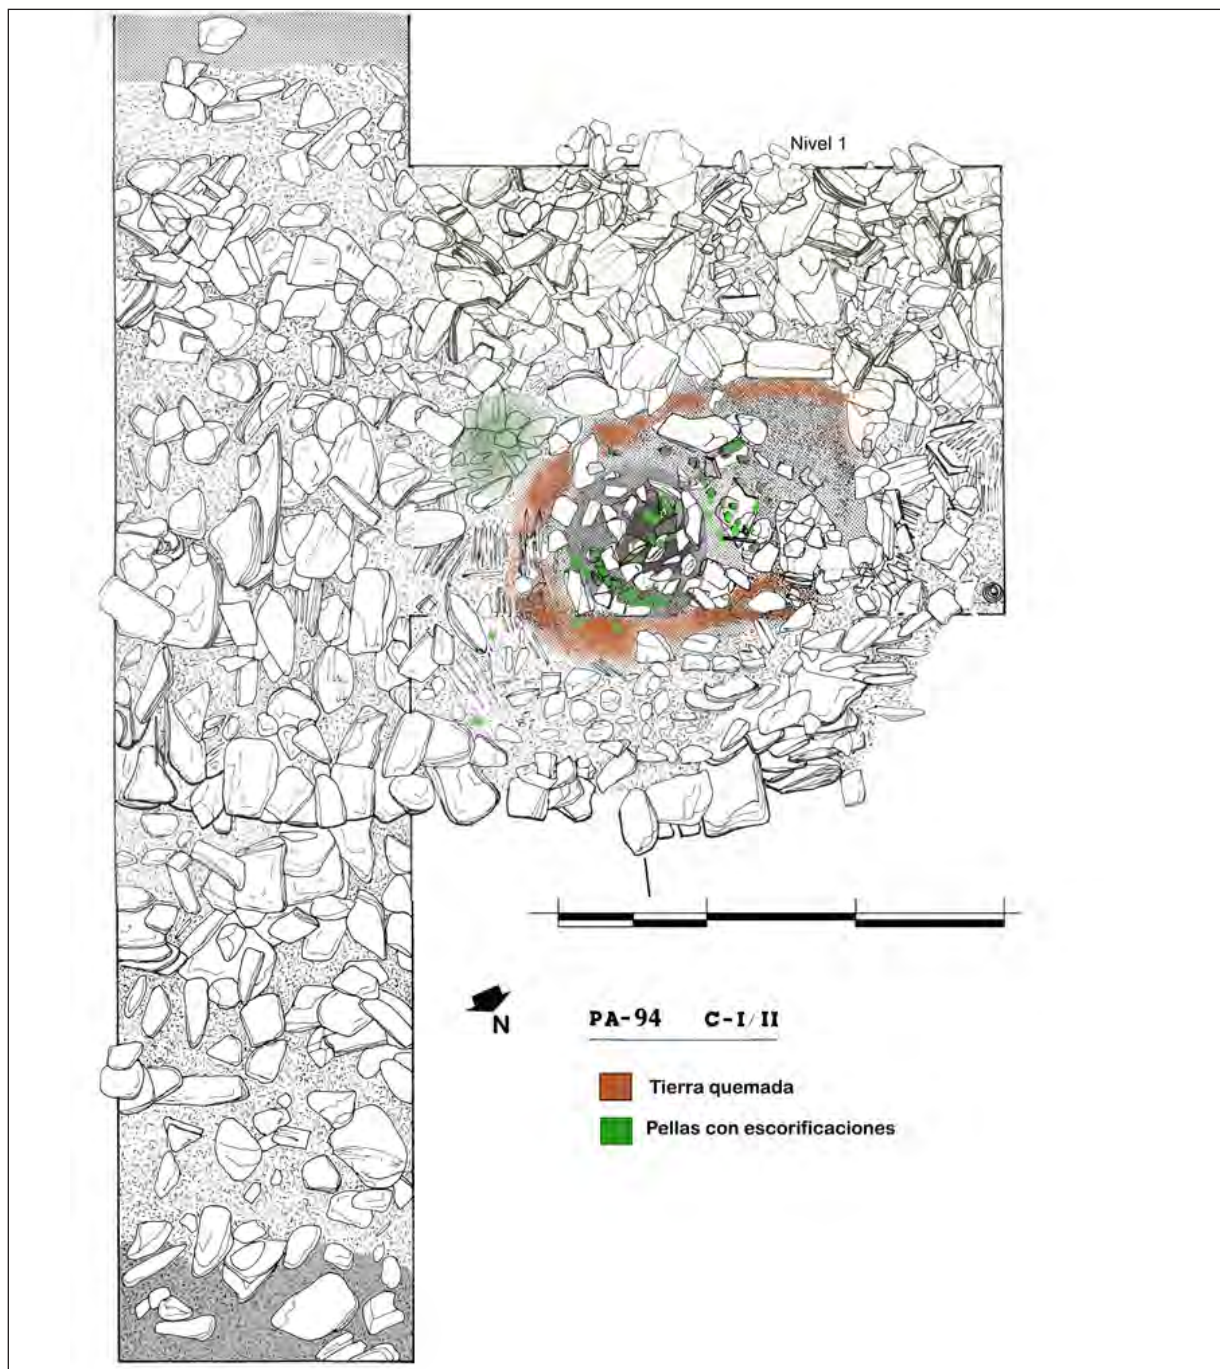 Nivel 1
N
PA-94 C-I/II
Tierra quemada
Pellas con escorificaciones